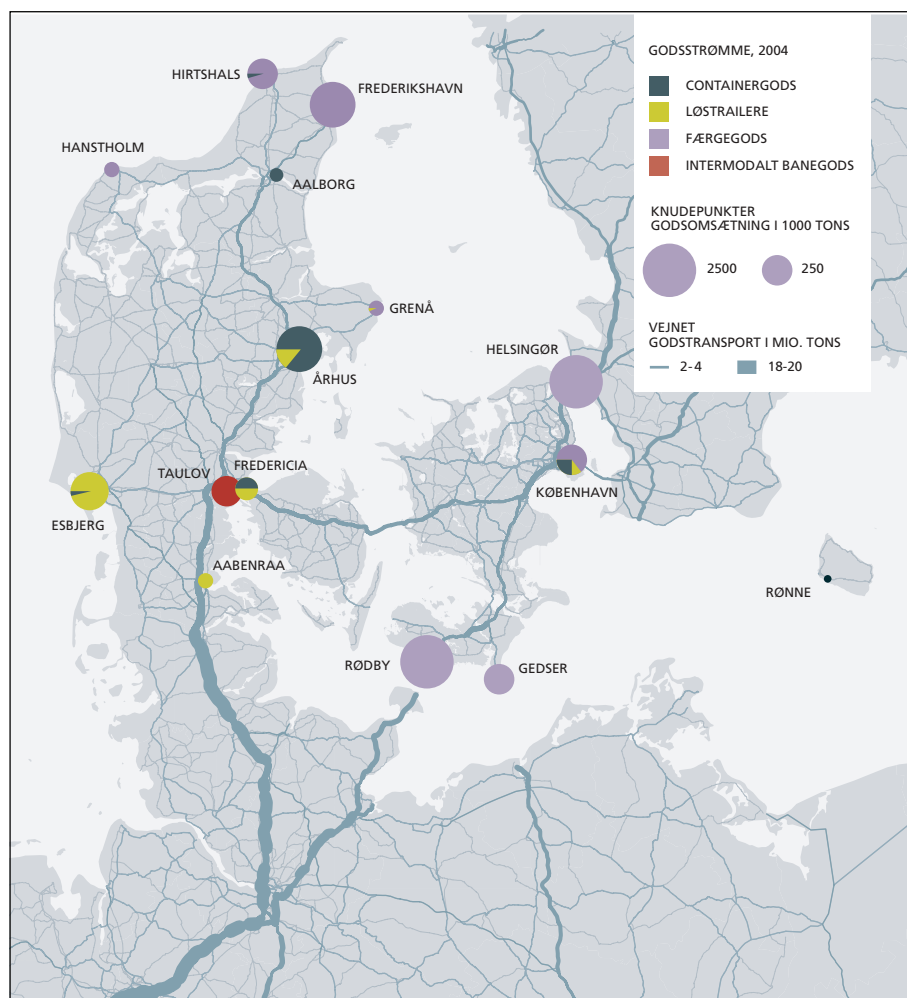 GODSSTRØMME, 2004
CONTAINERGODS
LØSTRAILERE
FÆRGEGODS
INTERMODALT BANEGODS
KNUDEPUNKTER
GODSOMSÆTNING I 1000 TONS
2500
250
VEJNET
GODSTRANSPORT I MIO. TONS
2-4
18-20
HIRTSHALS
FREDERIKSHAVN
HANSTHOLM
AALBORG
GRENÅ
HELSINGØR
ÅRHUS
TAULOV
FREDERICIA
KØBENHAVN
ESBJERG
AABENRAA
RØNNE
RØDBY
GEDSER